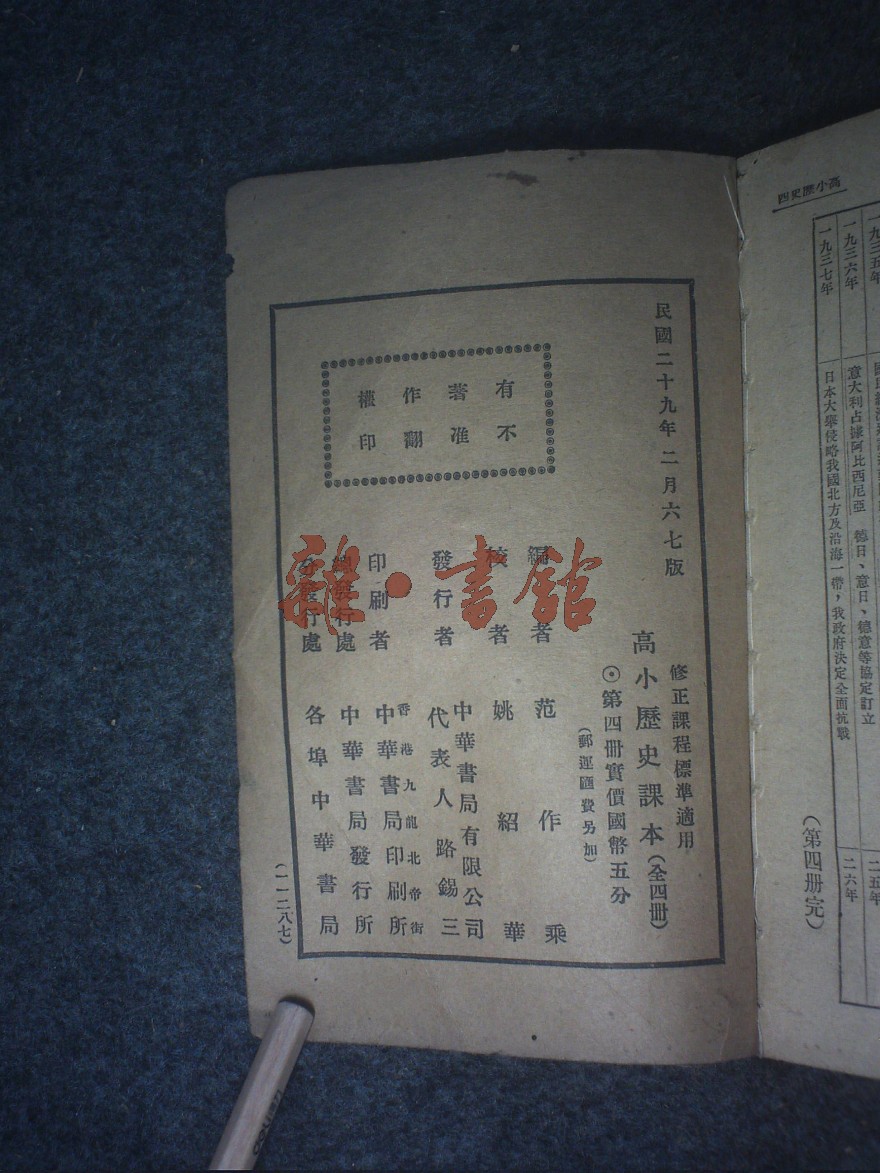 高小歷史四
一九三五年
一九三六年 意大利占據阿比西尼亞 德日、意日、德意等協定訂立
一九三七年 日本大舉侵略我國北方及沿海一帶，我政府決定全面抗戰 二六年
二五年
（第四册完）
民國二十九年二月六七版
修正課程標準適用
高小歷史課本（全四冊）
⊙第四冊實價國幣五分
（郵運匯費另加）
有不
著准
作翻
權印
編者 范作乘
校者 姚紹華
發行者 中華書局有限公司
代表人路錫三
印刷者 香港九龍北帝街
中華書局印刷所
總發行處 中華書局發行所
分發行處 各埠中華書局
（一一二八七）
雜·書館